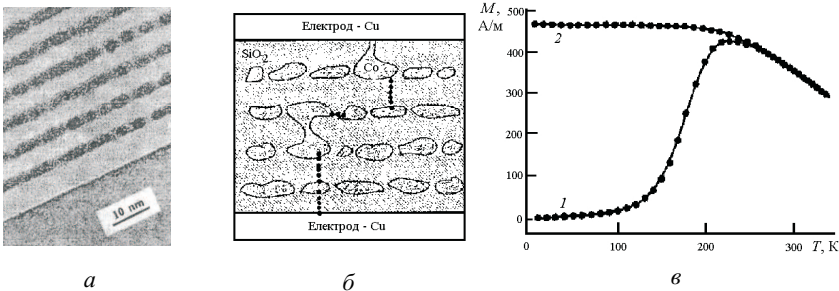 10 nm
а
Електрод - Cu
SiO2
Co
Електрод - Cu
б
M,
А/м
500
400
300
200
100
0
2
1
0
100
200
300
T, К
в